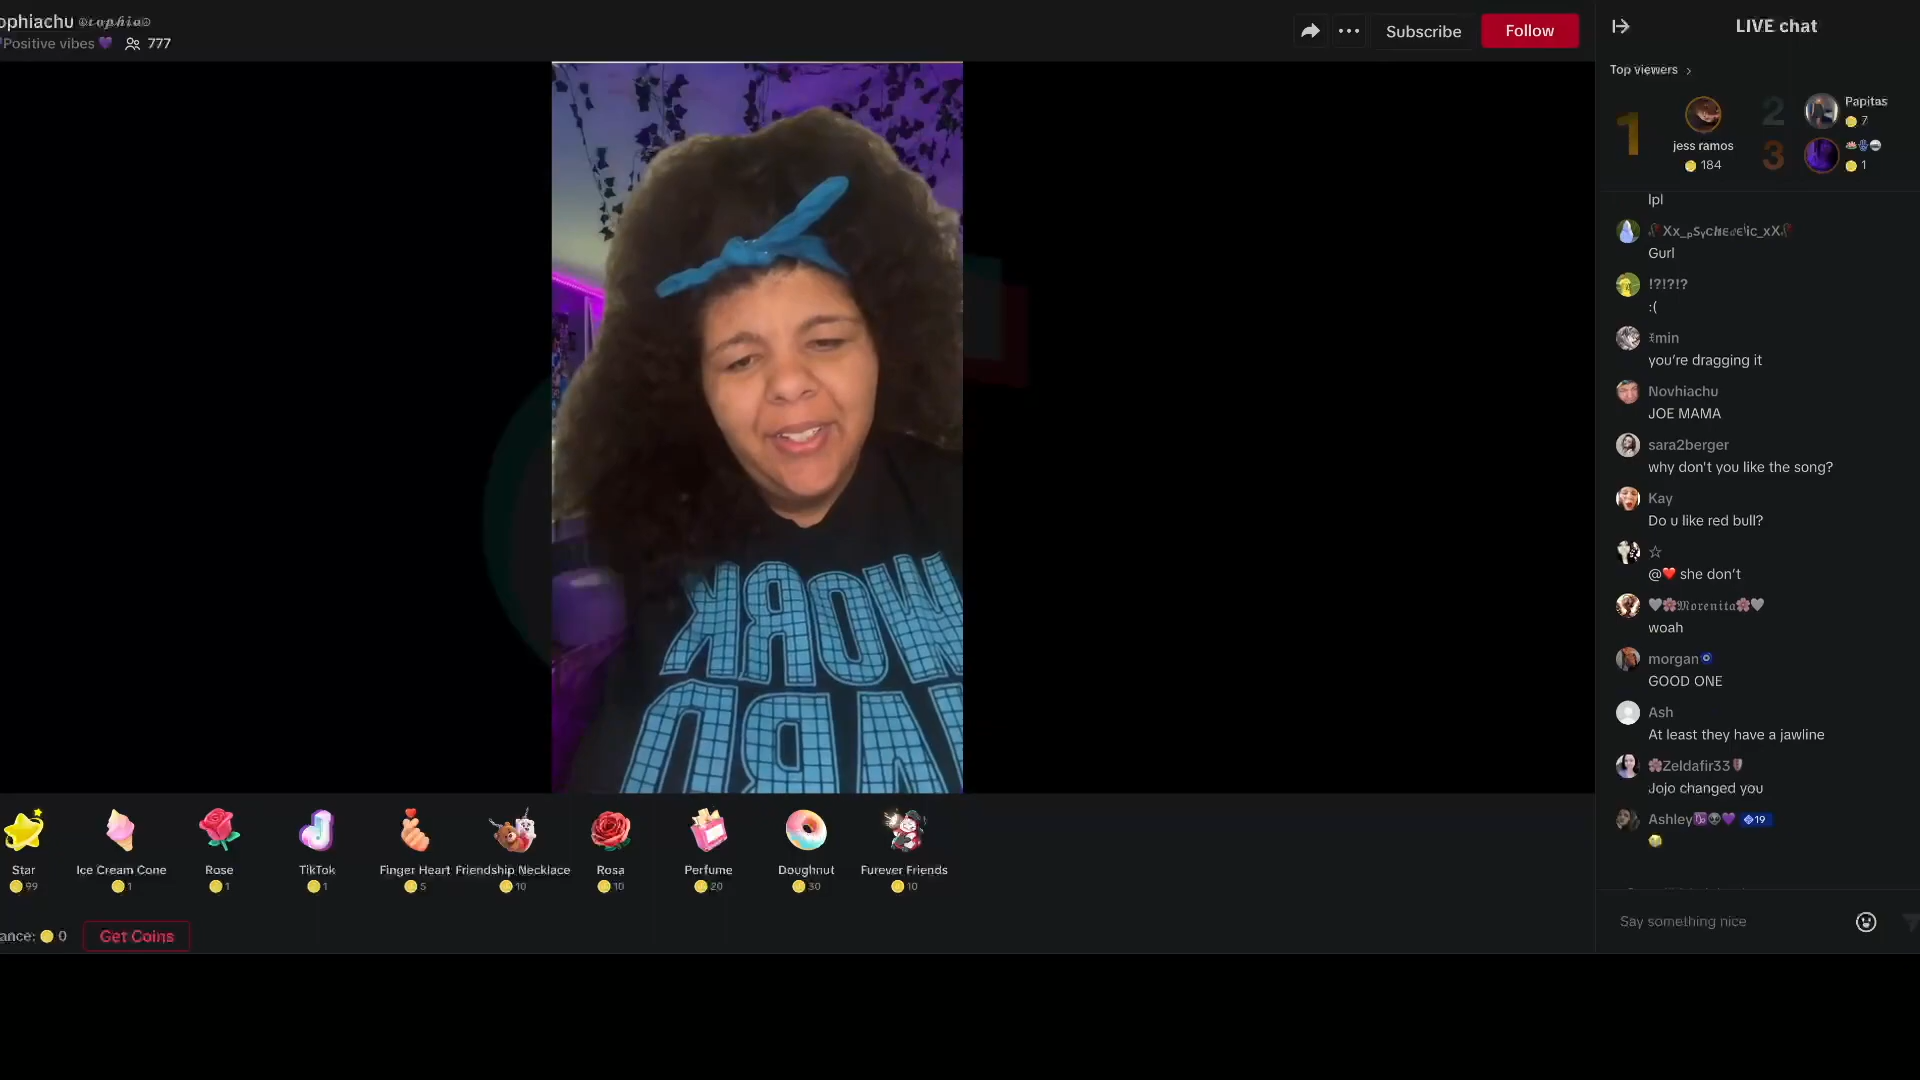 ophiachu ☮𝓽𝓸𝓹𝓱𝓲𝓪☮
Positive vibes 💜 777
Subscribe
Follow
LIVE chat
Top viewers
1
jess ramos
184
2
Papitas
7
3
1
lpl
Gurl
!?!?!?
:(
min
you're dragging it
Novhiachu
JOE MAMA
sara2berger
why don't you like the song?
Kay
Do u like red bull?
☆
@❤️ she don't
🤍🌸𝔐𝔬𝔯𝔢𝔫𝔦𝔱𝔞🌸🤍
woah
morgan
GOOD ONE
Ash
At least they have a jawline
🌸Zeldafir33
Jojo changed you
Ashley♑👽💜 19
WORK
HARD
Star
99
Ice Cream Cone
1
Rose
1
TikTok
1
Finger Heart
5
Friendship Necklace
10
Rosa
10
Perfume
20
Doughnut
30
Furever Friends
10
ance: 0
Get Coins
Say something nice